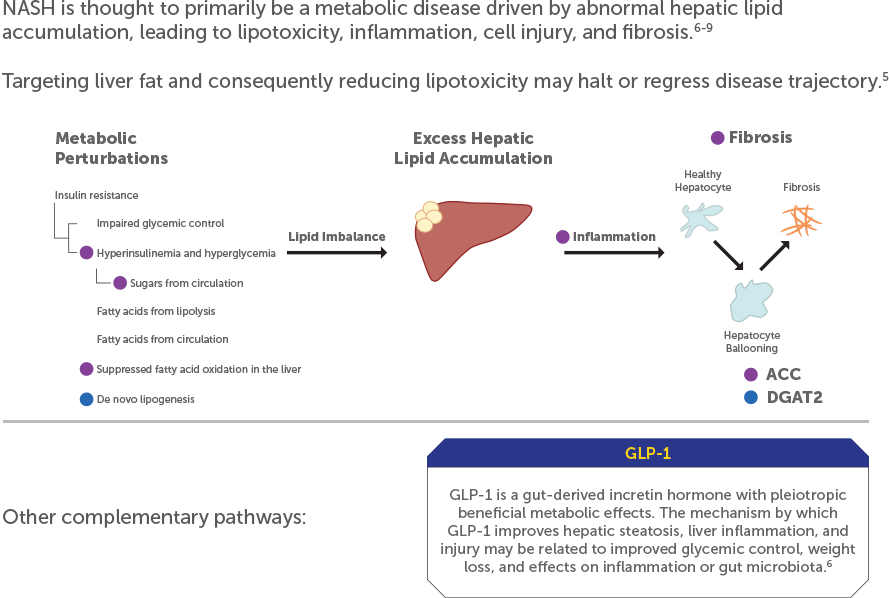 NASH is thought to primarily be a metabolic disease driven by abnormal hepatic lipid
accumulation, leading to lipotoxicity, inflammation, cell injury, and fibrosis.6-9
Targeting liver fat and consequently reducing lipotoxicity may halt or regress disease trajectory.5
Metabolic
Perturbations
Insulin resistance
Impaired glycemic control
Hyperinsulinemia and hyperglycemia
Sugars from circulation
Fatty acids from lipolysis
Fatty acids from circulation
Suppressed fatty acid oxidation in the liver
De novo lipogenesis
Lipid Imbalance
Excess Hepatic
Lipid Accumulation
Inflammation
Fibrosis
Healthy
Hepatocyte
Fibrosis
Hepatocyte
Ballooning
ACC
DGAT2
Other complementary pathways:
GLP-1
GLP-1 is a gut-derived incretin hormone with pleiotropic
beneficial metabolic effects. The mechanism by which
GLP-1 improves hepatic steatosis, liver inflammation, and
injury may be related to improved glycemic control, weight
loss, and effects on inflammation or gut microbiota.6